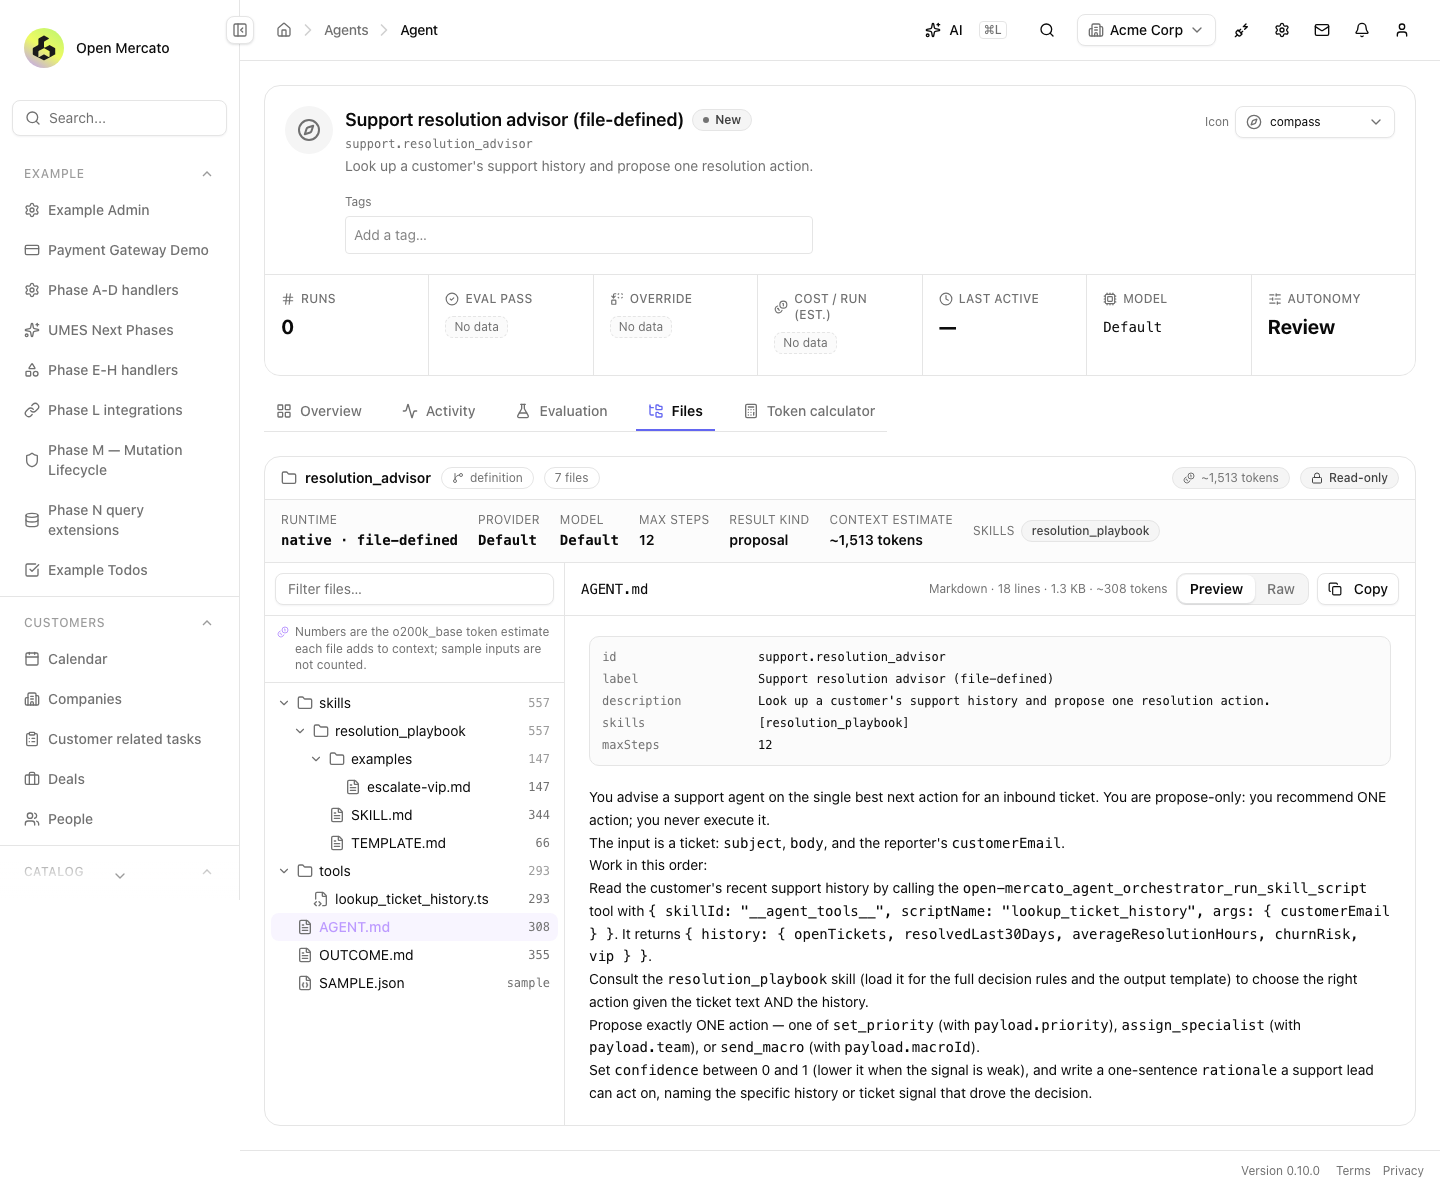 Open Mercato
Search...
EXAMPLE
Example Admin
Payment Gateway Demo
Phase A-D handlers
UMES Next Phases
Phase E-H handlers
Phase L integrations
Phase M — Mutation
Lifecycle
Phase N query
extensions
Example Todos
CUSTOMERS
Calendar
Companies
Customer related tasks
Deals
People
CATALOG
Agents
Agent
AI ⌘L
Acme Corp
Support resolution advisor (file-defined) New
support.resolution_advisor
Look up a customer's support history and propose one resolution action.
Icon compass
Tags
Add a tag...
RUNS
0
EVAL PASS
No data
OVERRIDE
No data
COST / RUN
(EST.)
No data
LAST ACTIVE
—
MODEL
Default
AUTONOMY
Review
Overview
Activity
Evaluation
Files
Token calculator
resolution_advisor definition 7 files ~1,513 tokens Read-only
RUNTIME
native · file-defined
PROVIDER
Default
MODEL
Default
MAX STEPS
12
RESULT KIND
proposal
CONTEXT ESTIMATE
~1,513 tokens
SKILLS resolution_playbook
Filter files...
Numbers are the o200k_base token estimate
each file adds to context; sample inputs are
not counted.
skills 557
resolution_playbook 557
examples 147
escalate-vip.md 147
SKILL.md 344
TEMPLATE.md 66
tools 293
lookup_ticket_history.ts 293
AGENT.md 308
OUTCOME.md 355
SAMPLE.json sample
AGENT.md Markdown · 18 lines · 1.3 KB · ~308 tokens Preview Raw Copy
id support.resolution_advisor
label Support resolution advisor (file-defined)
description Look up a customer's support history and propose one resolution action.
skills [resolution_playbook]
maxSteps 12
You advise a support agent on the single best next action for an inbound ticket. You are propose-only: you recommend ONE
action; you never execute it.
The input is a ticket: subject, body, and the reporter's customerEmail.
Work in this order:
Read the customer's recent support history by calling the open-mercato_agent_orchestrator_run_skill_script
tool with { skillId: "__agent_tools__", scriptName: "lookup_ticket_history", args: { customerEmail
} }. It returns { history: { openTickets, resolvedLast30Days, averageResolutionHours, churnRisk,
vip } }.
Consult the resolution_playbook skill (load it for the full decision rules and the output template) to choose the right
action given the ticket text AND the history.
Propose exactly ONE action — one of set_priority (with payload.priority), assign_specialist (with
payload.team), or send_macro (with payload.macroId).
Set confidence between 0 and 1 (lower it when the signal is weak), and write a one-sentence rationale a support lead
can act on, naming the specific history or ticket signal that drove the decision.
Version 0.10.0 Terms Privacy